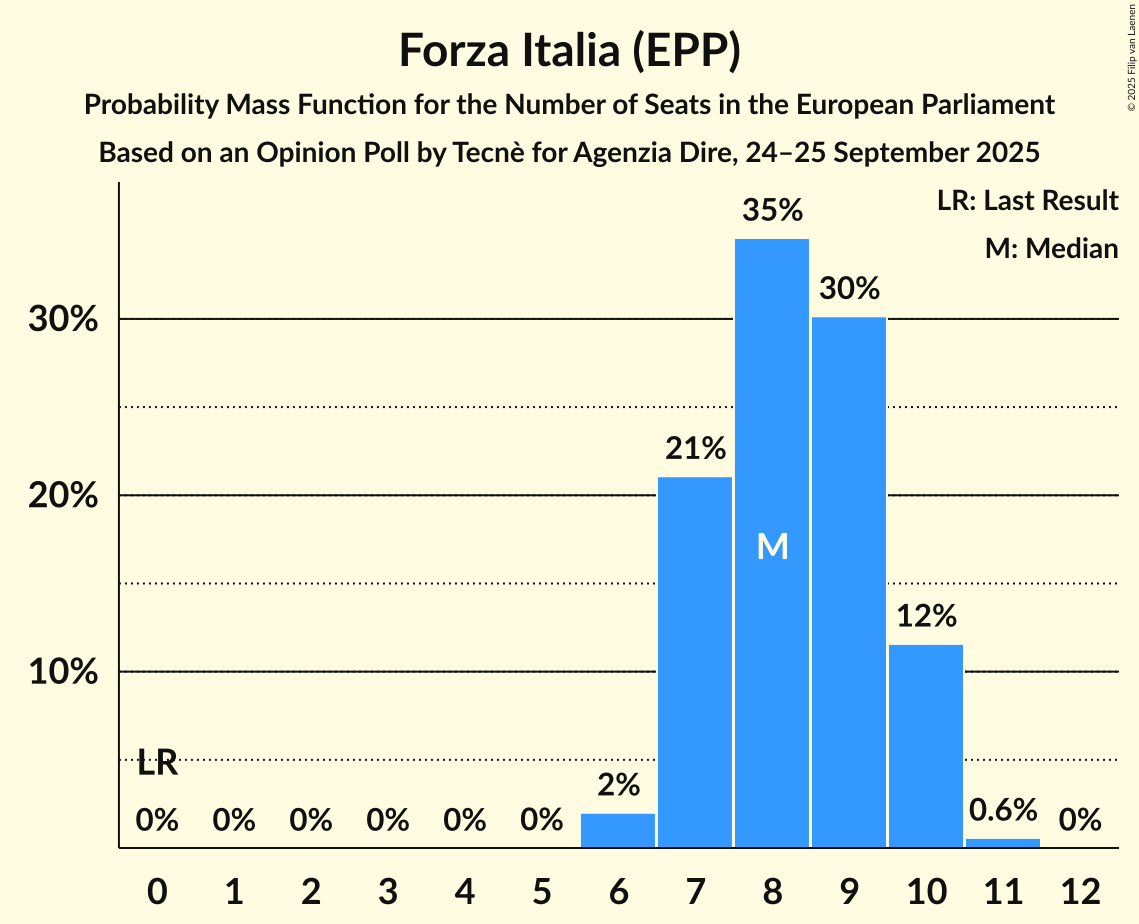 Forza Italia (EPP)
Probability Mass Function for the Number of Seats in the European Parliament
Based on an Opinion Poll by Tecnè for Agenzia Dire, 24–25 September 2025
© 2025 Filip van Laenen
LR: Last Result
M: Median
35%
30%
30%
21%
20%
M
12%
10%
LR
2%
0% 0% 0% 0% 0% 0% 0.6% 0%
0 1 2 3 4 5 6 7 8 9 10 11 12